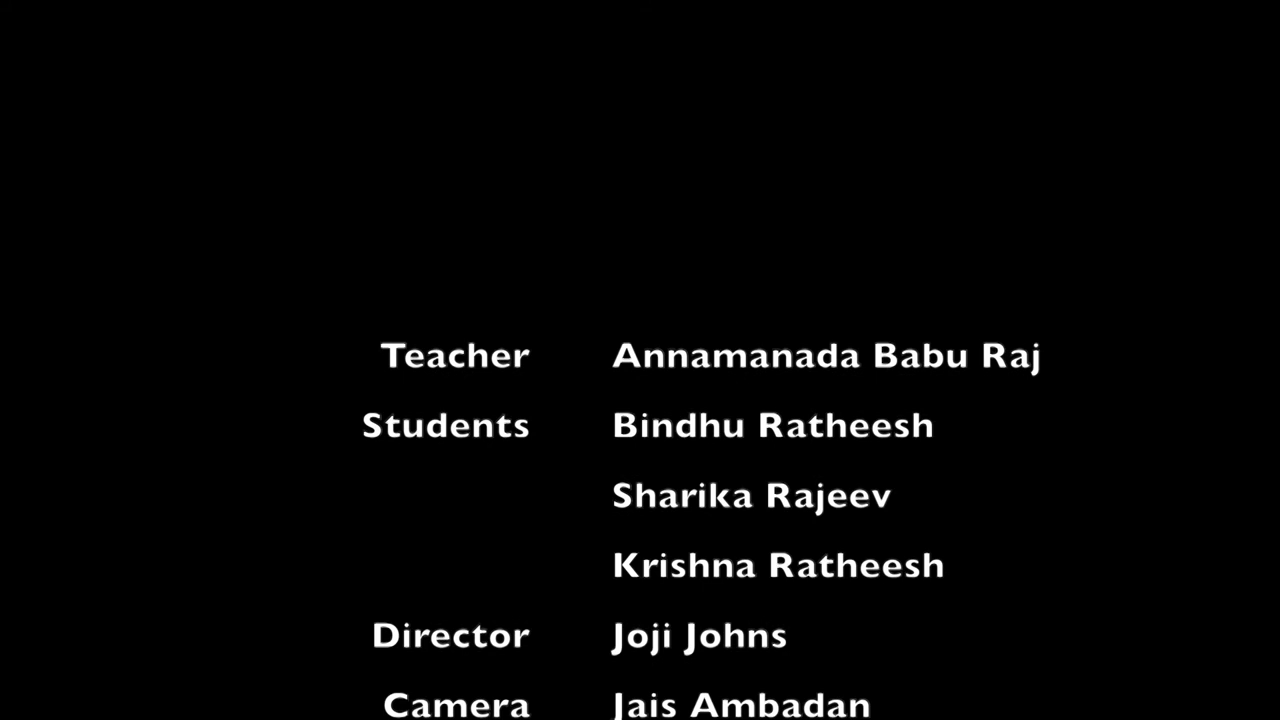 Teacher Annamanada Babu Raj
Students Bindhu Ratheesh
Sharika Rajeev
Krishna Ratheesh
Director Joji Johns
Camera Jais Ambadan